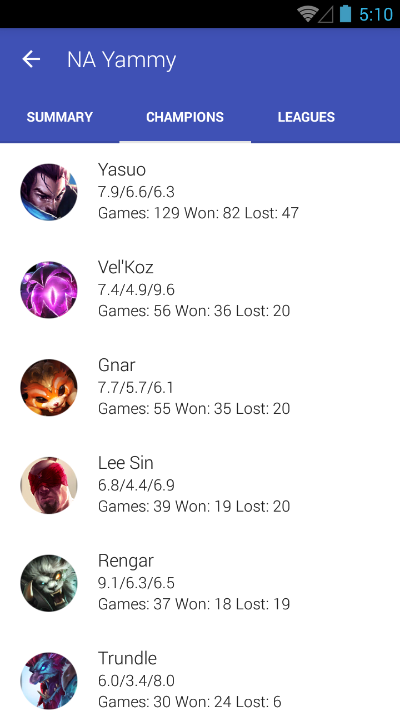 5:10
NA Yammy
SUMMARY CHAMPIONS LEAGUES
Yasuo
7.9/6.6/6.3
Games: 129 Won: 82 Lost: 47
Vel'Koz
7.4/4.9/9.6
Games: 56 Won: 36 Lost: 20
Gnar
7.7/5.7/6.1
Games: 55 Won: 35 Lost: 20
Lee Sin
6.8/4.4/6.9
Games: 39 Won: 19 Lost: 20
Rengar
9.1/6.3/6.5
Games: 37 Won: 18 Lost: 19
Trundle
6.0/3.4/8.0
Games: 30 Won: 24 Lost: 6